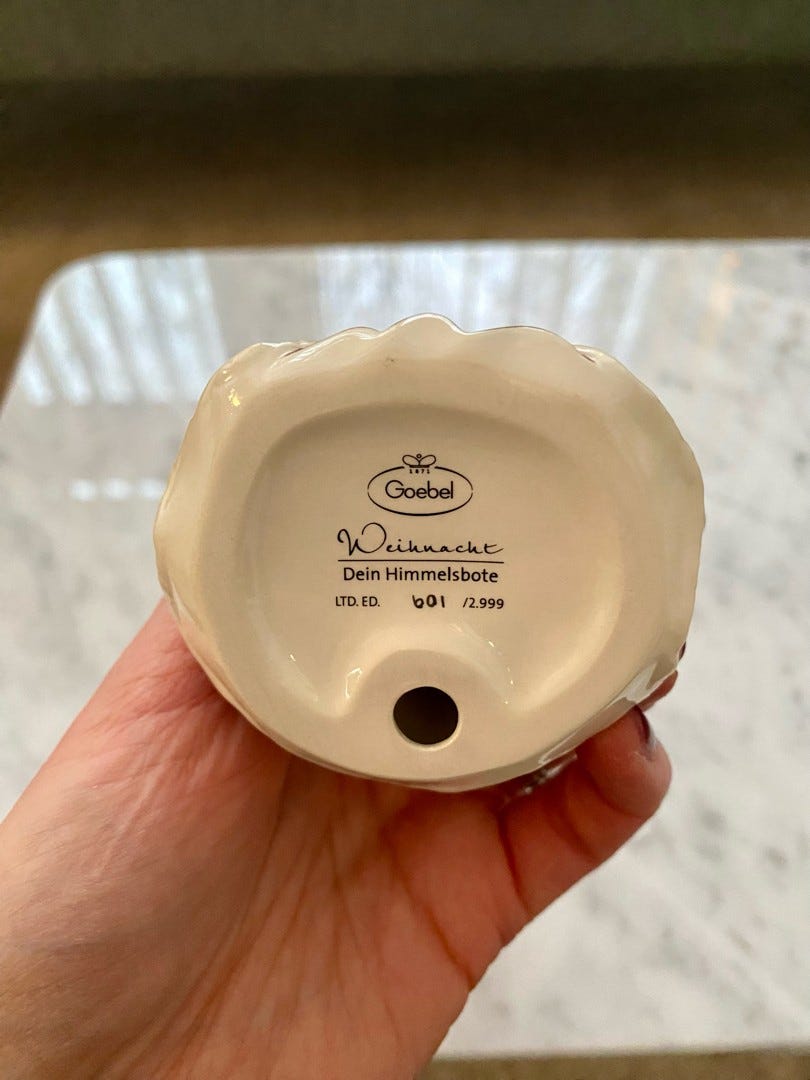 1871
Goebel
Weihnacht
Dein Himmelsbote
LTD. ED. 601 /2.999